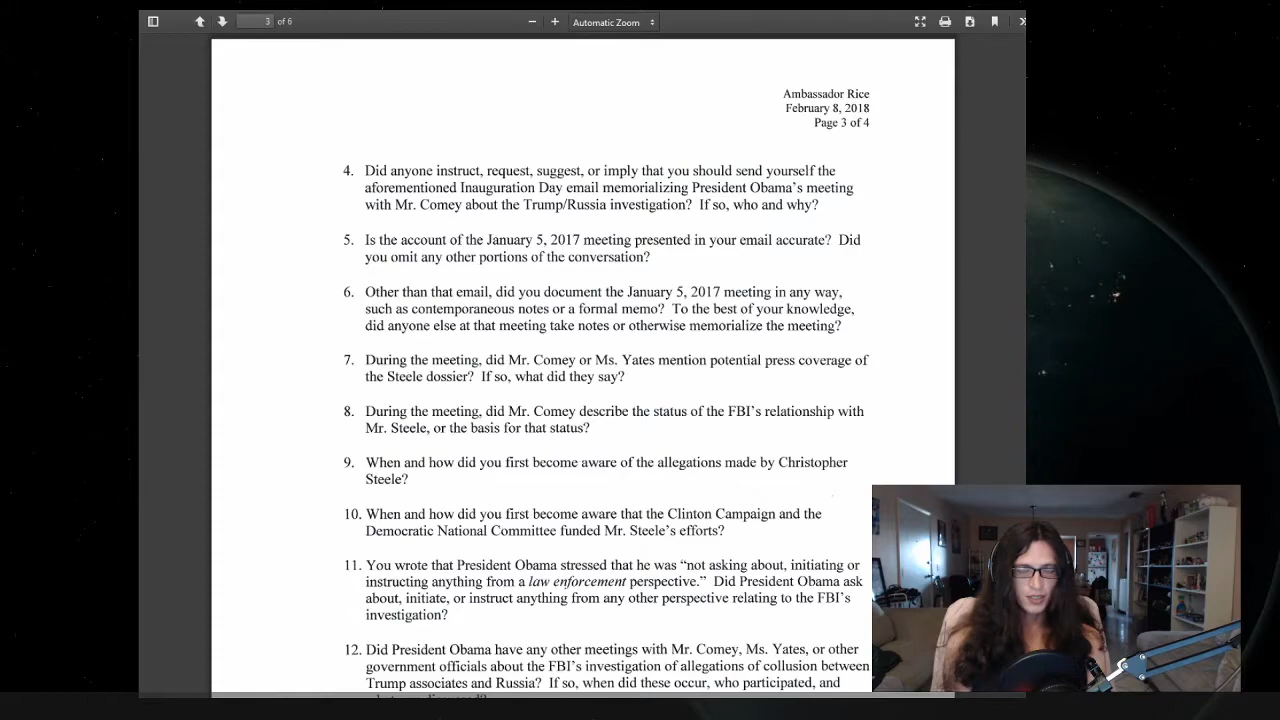 3 of 6
Automatic Zoom
Ambassador Rice
February 8, 2018
Page 3 of 4
4. Did anyone instruct, request, suggest, or imply that you should send yourself the
aforementioned Inauguration Day email memorializing President Obama's meeting
with Mr. Comey about the Trump/Russia investigation? If so, who and why?
5. Is the account of the January 5, 2017 meeting presented in your email accurate? Did
you omit any other portions of the conversation?
6. Other than that email, did you document the January 5, 2017 meeting in any way,
such as contemporaneous notes or a formal memo? To the best of your knowledge,
did anyone else at that meeting take notes or otherwise memorialize the meeting?
7. During the meeting, did Mr. Comey or Ms. Yates mention potential press coverage of
the Steele dossier? If so, what did they say?
8. During the meeting, did Mr. Comey describe the status of the FBI's relationship with
Mr. Steele, or the basis for that status?
9. When and how did you first become aware of the allegations made by Christopher
Steele?
10. When and how did you first become aware that the Clinton Campaign and the
Democratic National Committee funded Mr. Steele's efforts?
11. You wrote that President Obama stressed that he was "not asking about, initiating or
instructing anything from a law enforcement perspective." Did President Obama ask
about, initiate, or instruct anything from any other perspective relating to the FBI's
investigation?
12. Did President Obama have any other meetings with Mr. Comey, Ms. Yates, or other
government officials about the FBI's investigation of allegations of collusion between
Trump associates and Russia? If so, when did these occur, who participated, and